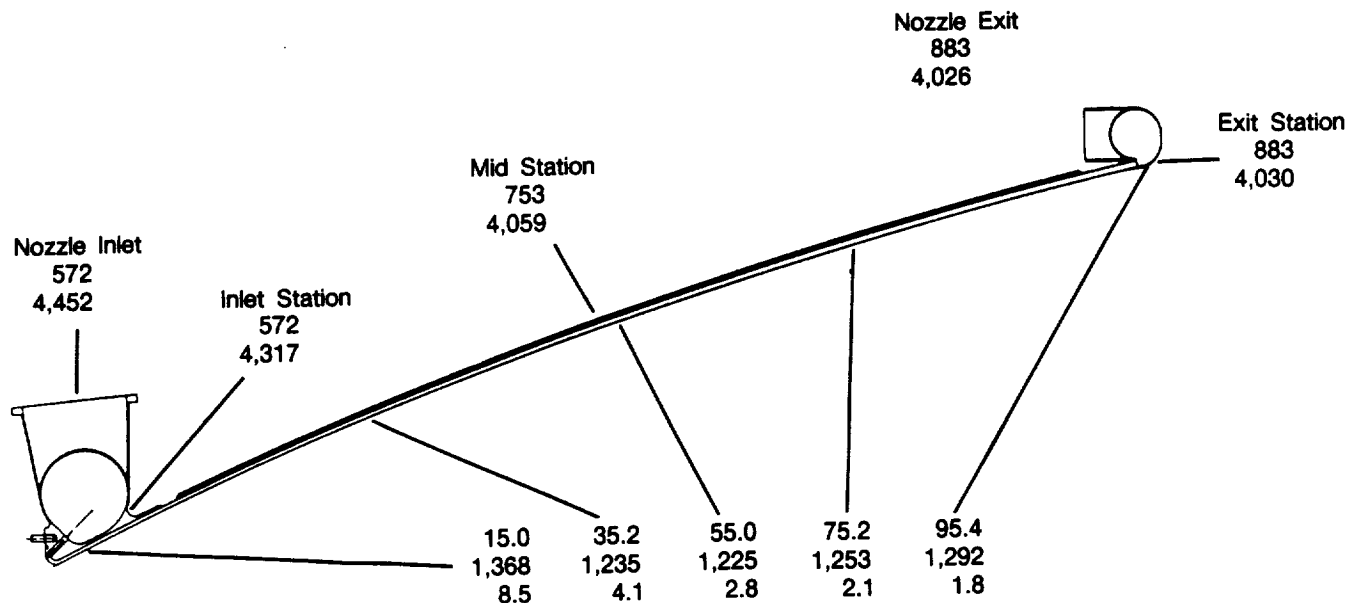 Nozzle Exit
883
4,026
Exit Station
883
4,030
Mid Station
753
4,059
Nozzle Inlet
572
4,452
Inlet Station
572
4,317
15.0 35.2 55.0 75.2 95.4
1,368 1,235 1,225 1,253 1,292
8.5 4.1 2.8 2.1 1.8